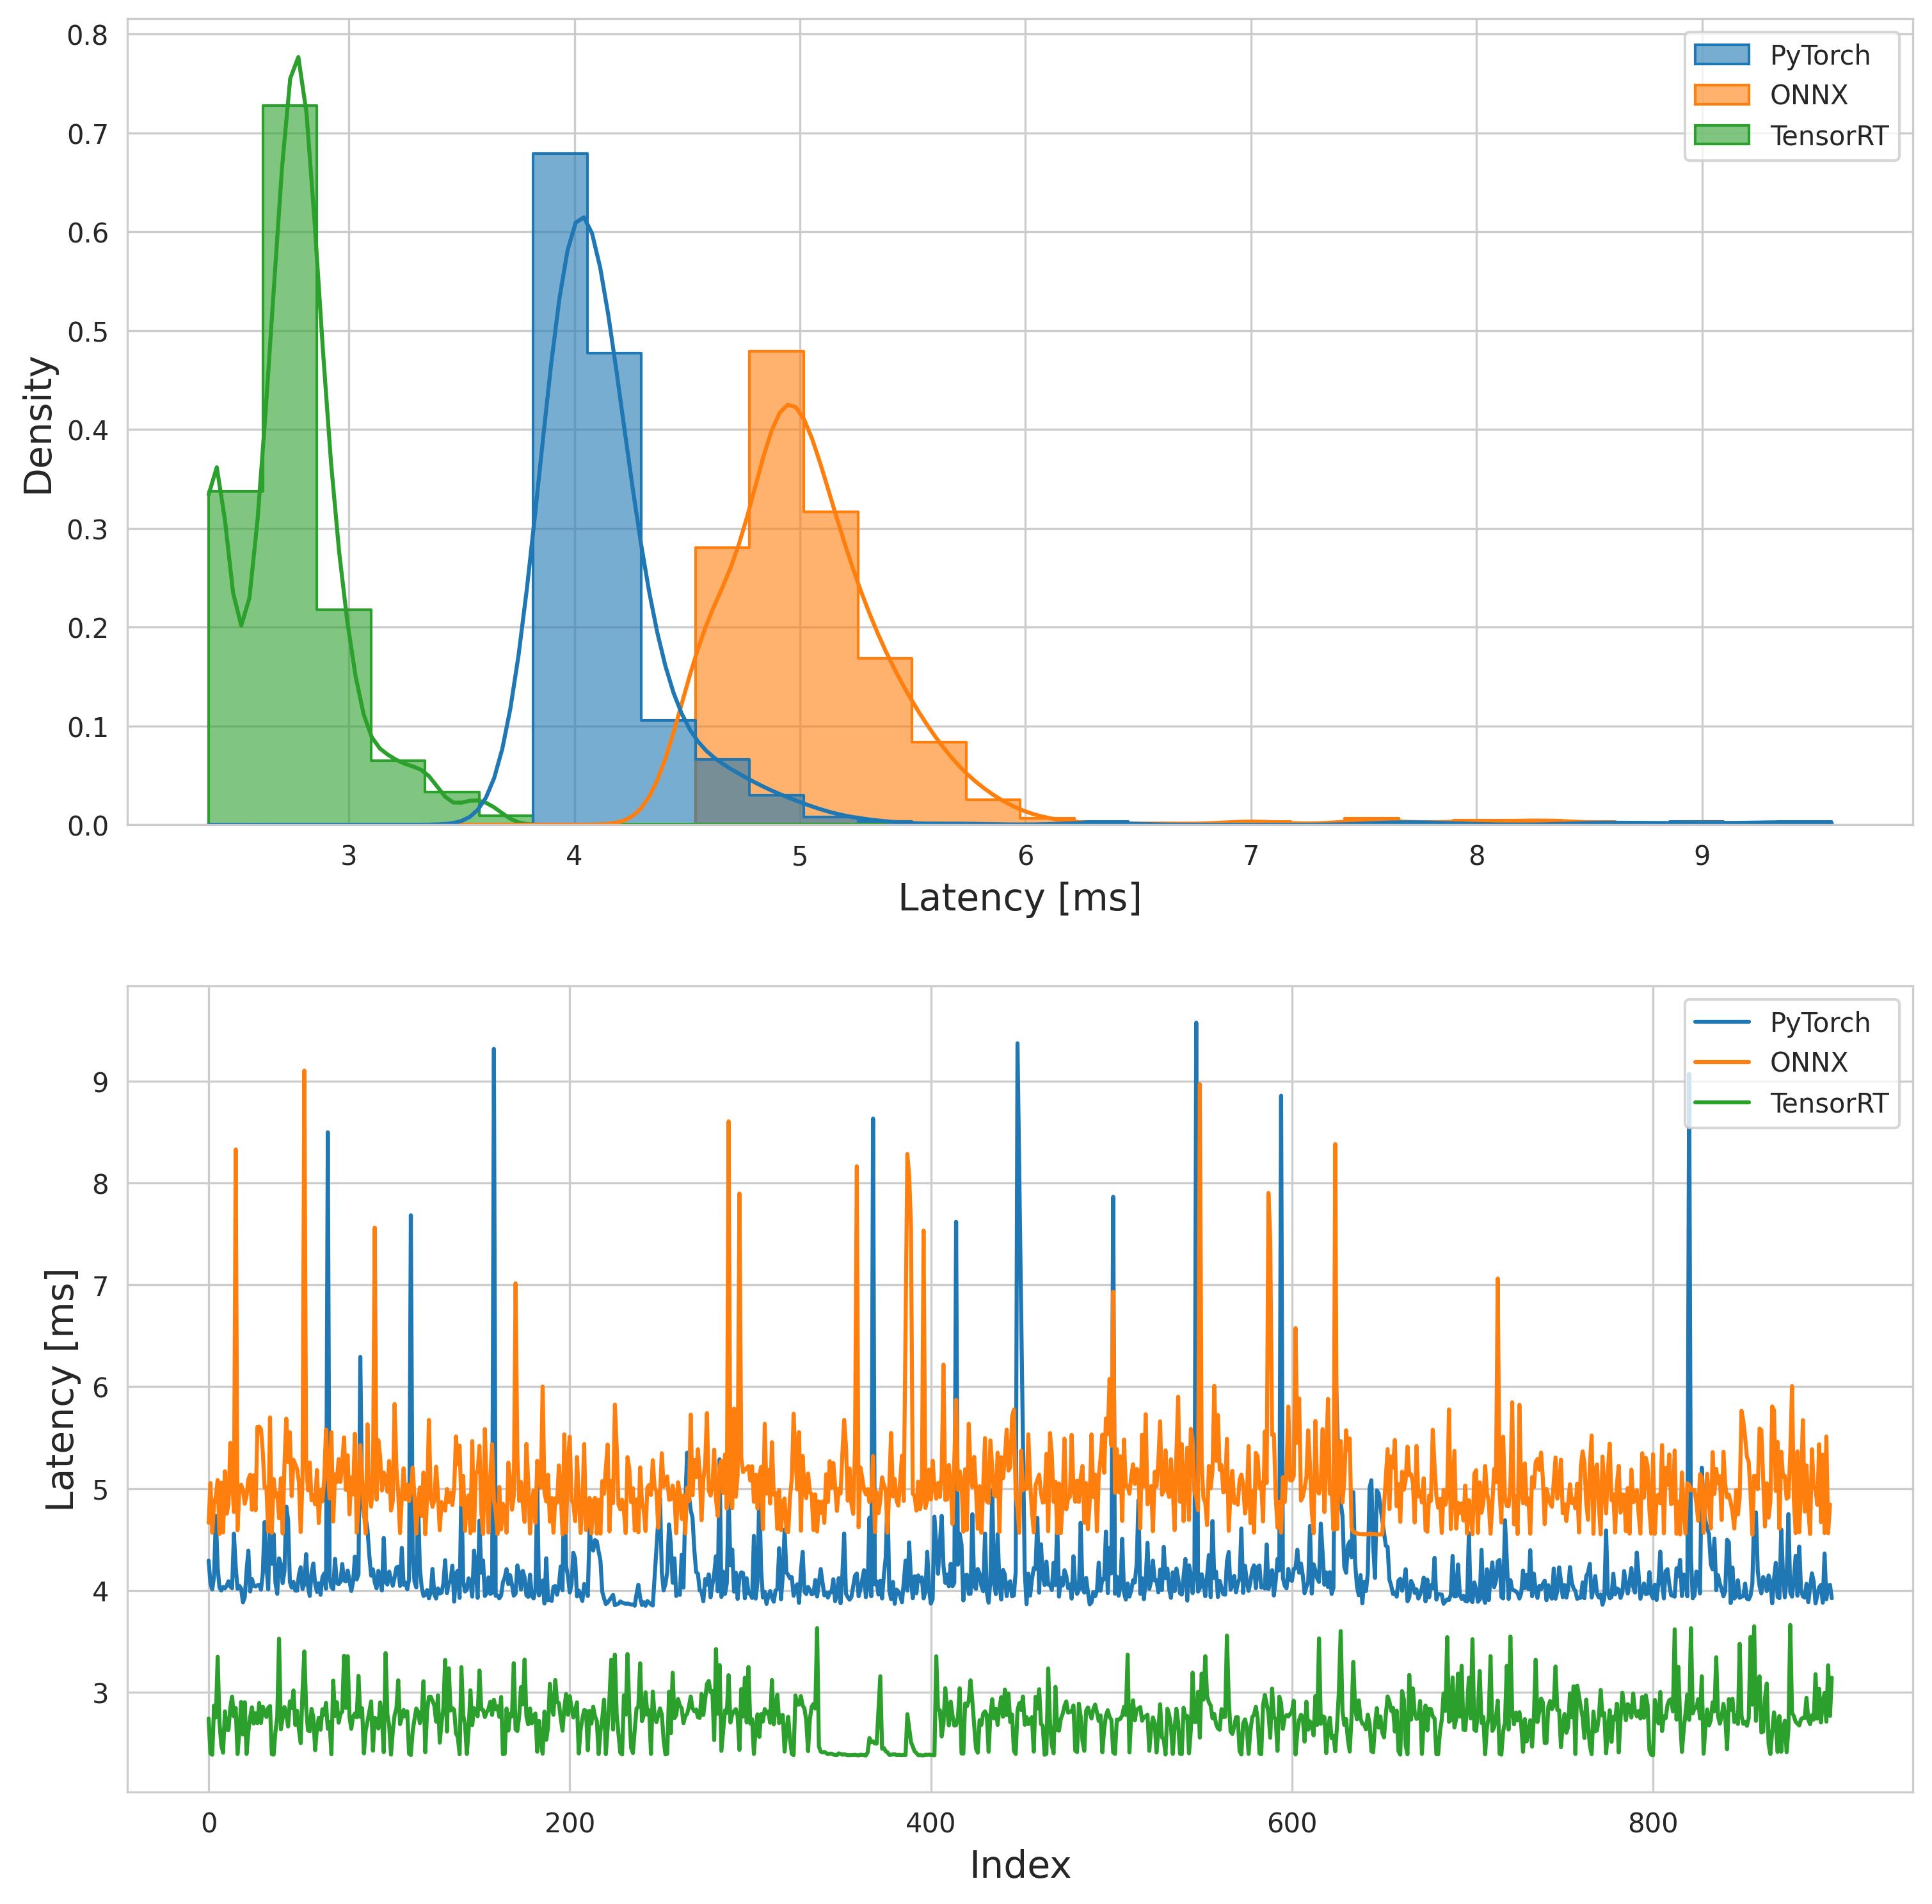 0.8
0.7
0.6
0.5
0.4
0.3
0.2
0.1
0.0
Density
PyTorch
ONNX
TensorRT
3 4 5 6 7 8 9
Latency [ms]
9
8
7
6
5
4
3
Latency [ms]
PyTorch
ONNX
TensorRT
0 200 400 600 800
Index